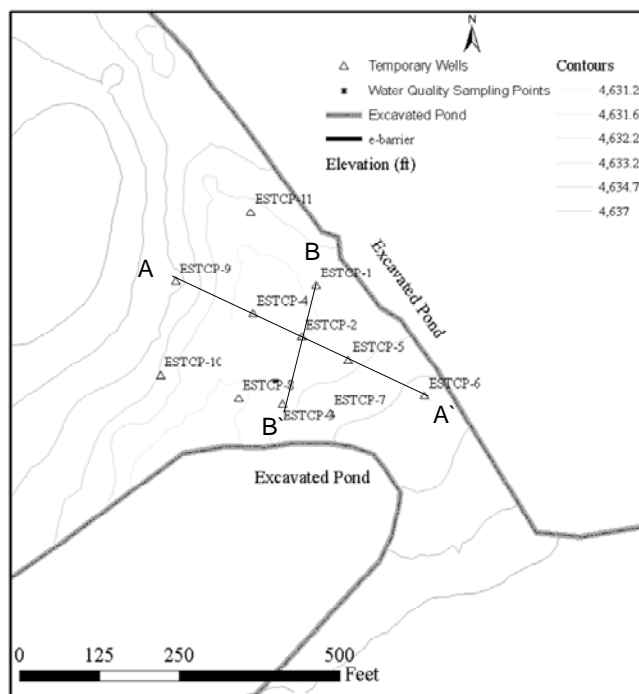 N
Temporary Wells
Water Quality Sampling Points
Excavated Pond
e-barrier
Elevation (ft)
Contours
4,631.2
4,631.6
4,632.2
4,633.2
4,634.7
4,637
ESTCP-11
A
ESTCP-9
B
ESTCP-1
Excavated Pond
ESTCP-4
ESTCP-2
ESTCP-5
ESTCP-10
ESTCP-6
A`
ESTCP-8
ESTCP-7
B`
Excavated Pond
0 125 250 500
Feet